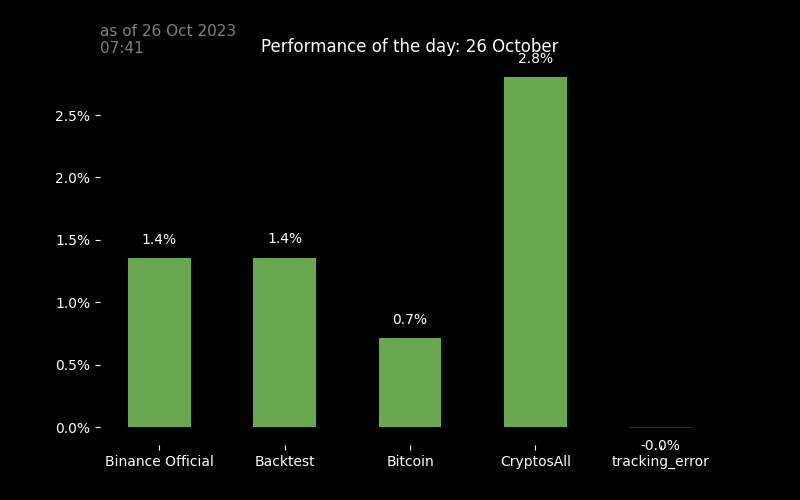 as of 26 Oct 2023
07:41
Performance of the day: 26 October
2.8%
2.5%
2.0%
1.5%
1.4%
1.4%
1.0%
0.7%
0.5%
0.0%
-0.0%
Binance Official
Backtest
Bitcoin
CryptosAll
tracking_error